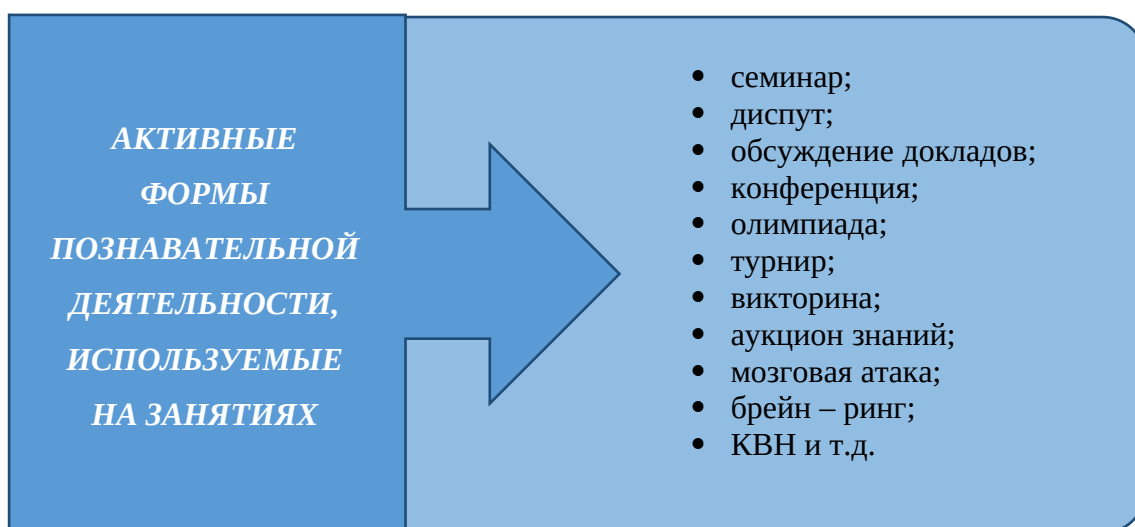 АКТИВНЫЕ
ФОРМЫ
ПОЗНАВАТЕЛЬНОЙ
ДЕЯТЕЛЬНОСТИ,
ИСПОЛЬЗУЕМЫЕ
НА ЗАНЯТИЯХ
• семинар;
• диспут;
• обсуждение докладов;
• конференция;
• олимпиада;
• турнир;
• викторина;
• аукцион знаний;
• мозговая атака;
• брейн – ринг;
• КВН и т.д.